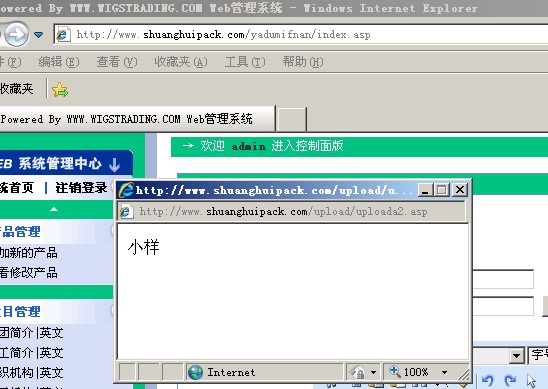 owered By WWW.WIGSTRADING.COM Web管理系统 - Windows Internet Explorer
http://www.shuanghuipack.com/yadumifnan/index.asp
(F) 编辑(E) 查看(V) 收藏夹(A) 工具(T) 帮助(H)
收藏夹
Powered By WWW.WIGSTRADING.COM Web管理系统
→ 欢迎 admin 进入控制面版
EB 系统管理中心
统首页 | 注销登录
产品管理
加新的产品
看修改产品
目管理
团简介|英文
工简介|英文
织机构|英文
展历程|英文
http://www.shuanghuipack.com/upload/u...
http://www.shuanghuipack.com/upload/uploada2.asp
小样
Internet
100%
字号